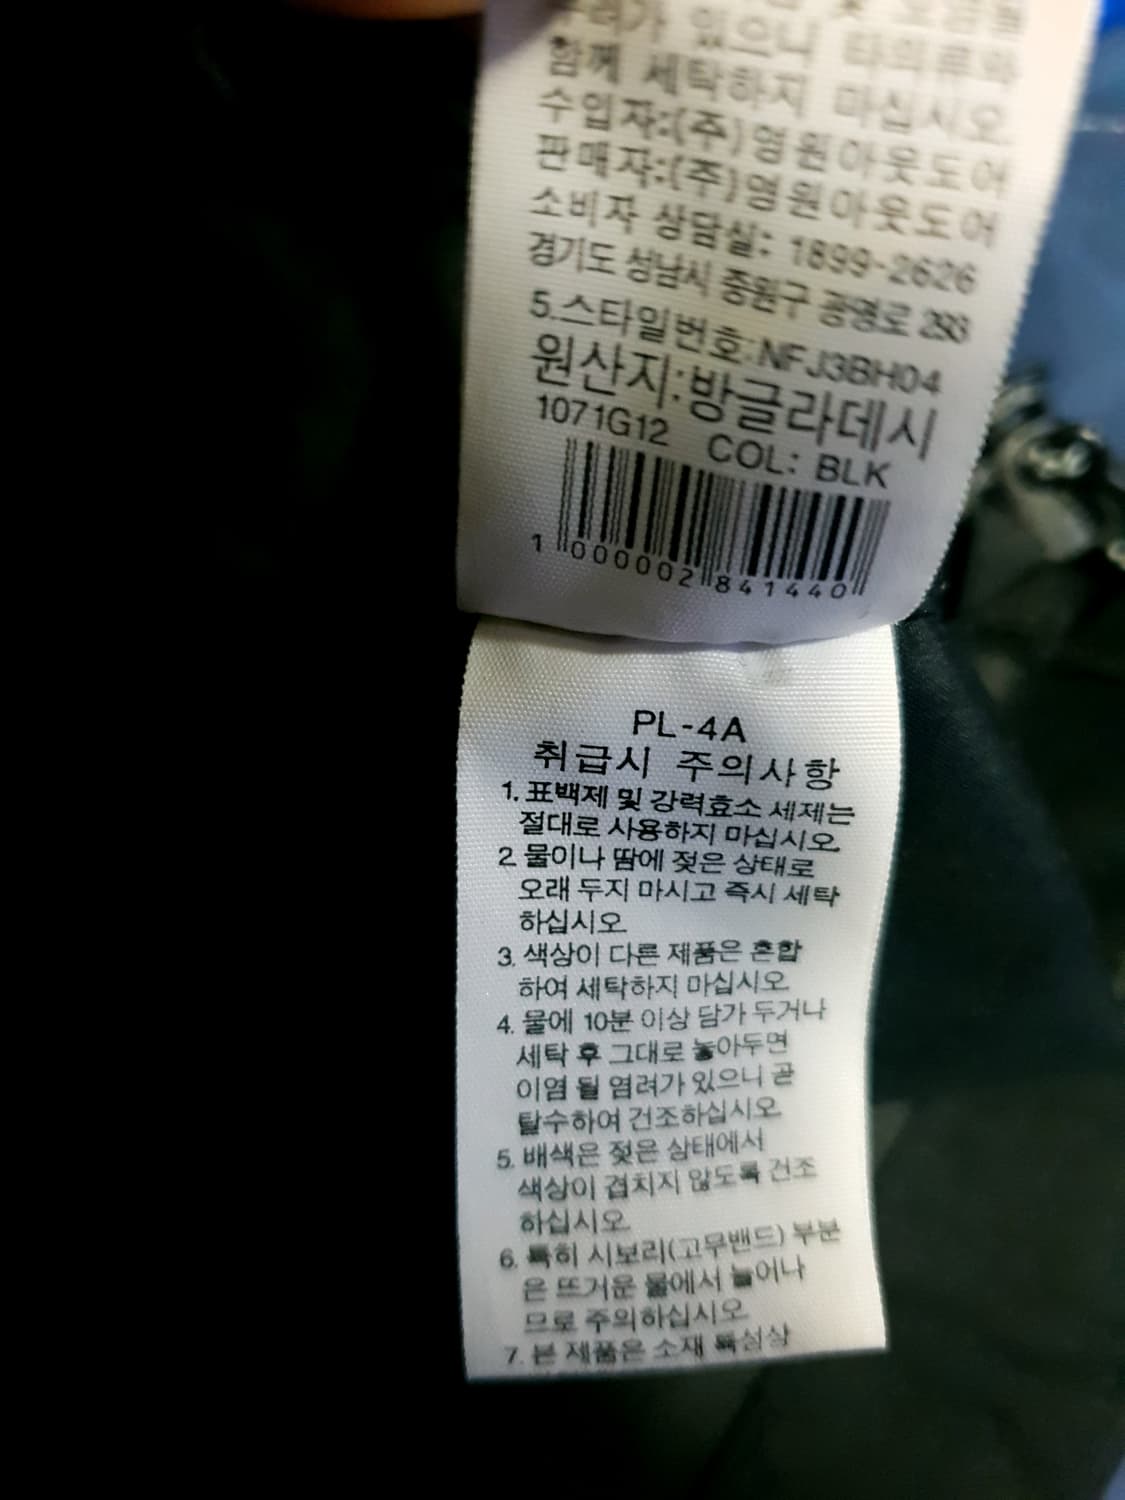 함께 세탁하지 마십시오.
수입자:(주)영원아웃도어
판매자:(주)영원아웃도어
소비자 상담실: 1899-2626
경기도 성남시 중원구 광명로 293
5.스타일번호:NFJ3BH04
원산지:방글라데시
1071G12 COL: BLK
1 000002 841440
PL-4A
취급시 주의사항
1. 표백제 및 강력효소 세제는
절대로 사용하지 마십시오.
2. 물이나 땀에 젖은 상태로
오래 두지 마시고 즉시 세탁
하십시오.
3. 색상이 다른 제품은 혼합
하여 세탁하지 마십시오.
4. 물에 10분 이상 담가 두거나
세탁 후 그대로 놓아두면
이염 될 염려가 있으니 곧
탈수하여 건조하십시오.
5. 배색은 젖은 상태에서
색상이 겹치지 않도록 건조
하십시오.
6. 특히 시보리(고무밴드) 부분
은 뜨거운 물에서 늘어나
므로 주의하십시오.
7. 본 제품은 소재 특성상